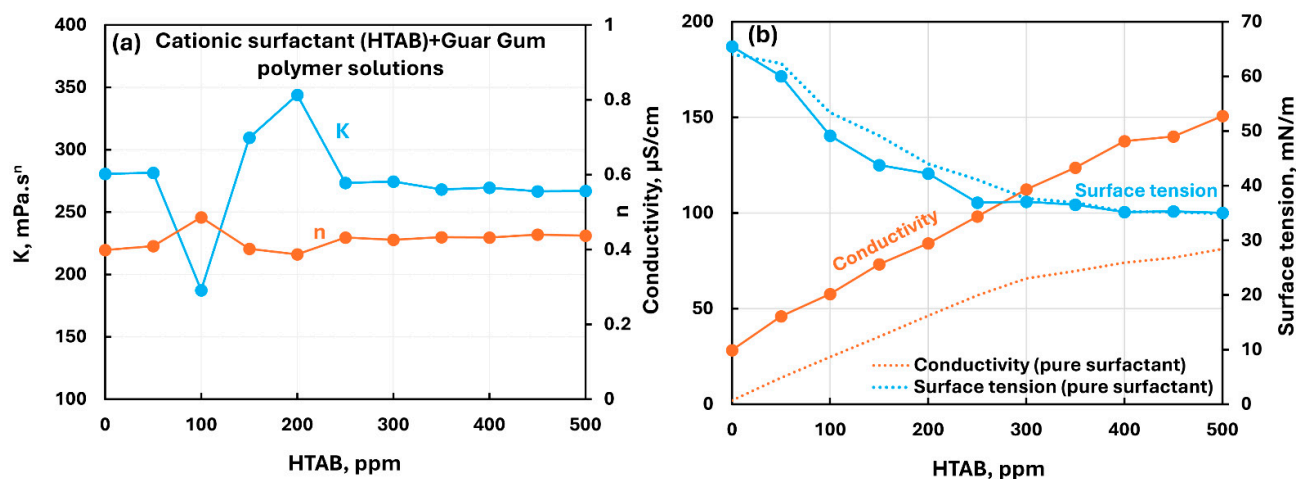 (a) Cationic surfactant (HTAB)+Guar Gum
polymer solutions
400
350
300
250
200
150
100
K, mPa.sⁿ
K
n
1
0.8
0.6
0.4
0.2
0
n
0 100 200 300 400 500
HTAB, ppm
(b)
200
150
100
50
0
Conductivity, µS/cm
Surface tension
Conductivity
Conductivity (pure surfactant)
Surface tension (pure surfactant)
70
60
50
40
30
20
10
0
Surface tension, mN/m
0 100 200 300 400 500
HTAB, ppm